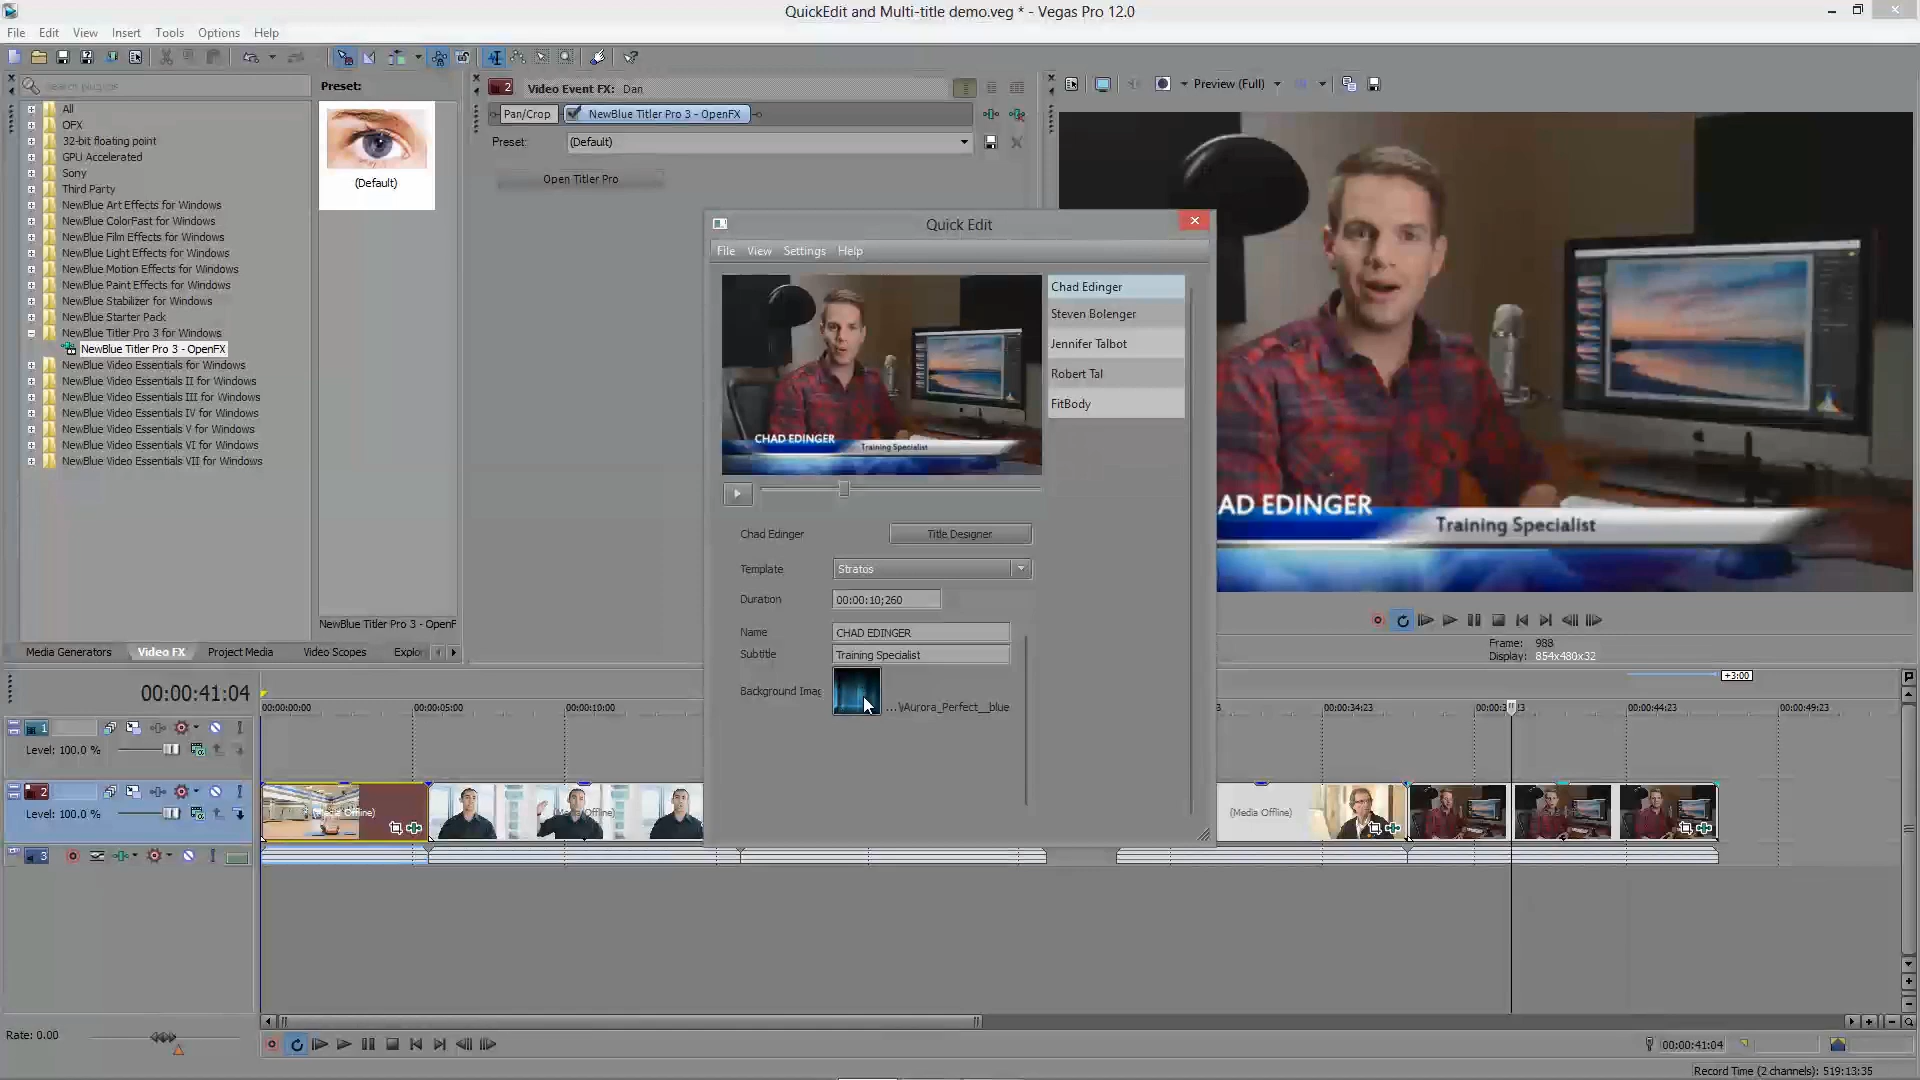 QuickEdit and Multi-title demo.veg * - Vegas Pro 12.0
File Edit View Insert Tools Options Help
Search plug-ins
All
OFX
32-bit floating point
GPU Accelerated
Sony
Third Party
NewBlue Art Effects for Windows
NewBlue ColorFast for Windows
NewBlue Film Effects for Windows
NewBlue Light Effects for Windows
NewBlue Motion Effects for Windows
NewBlue Paint Effects for Windows
NewBlue Stabilizer for Windows
NewBlue Starter Pack
NewBlue Titler Pro 3 for Windows
NewBlue Titler Pro 3 - OpenFX
NewBlue Video Essentials for Windows
NewBlue Video Essentials II for Windows
NewBlue Video Essentials III for Windows
NewBlue Video Essentials IV for Windows
NewBlue Video Essentials V for Windows
NewBlue Video Essentials VI for Windows
NewBlue Video Essentials VII for Windows
Preset:
(Default)
NewBlue Titler Pro 3 - OpenF
Media Generators Video FX Project Media Video Scopes Explo
2 Video Event FX: Dan
Pan/Crop NewBlue Titler Pro 3 - OpenFX
Preset: (Default)
Open Titler Pro
Quick Edit
File View Settings Help
CHAD EDINGER
Training Specialist
Chad Edinger
Steven Bolenger
Jennifer Talbot
Robert Tal
FitBody
Chad Edinger Title Designer
Template Stratos
Duration 00:00:10;260
Name CHAD EDINGER
Subtitle Training Specialist
Background Imag ...\Aurora_Perfect__blue
Preview (Full)
AD EDINGER
Training Specialist
Frame: 988
Display: 854x480x32
+3:00
00:00:41:04
00:00:00:00 00:00:05:00 00:00:10:00 00:34:23 00:00:44:23 00:00:49:23
1
Level: 100.0 %
2
Level: 100.0 %
3
(Media Offline)
(Media Offline)
(Media Offline)
Rate: 0.00
00:00:41:04
Record Time (2 channels): 519:13:35